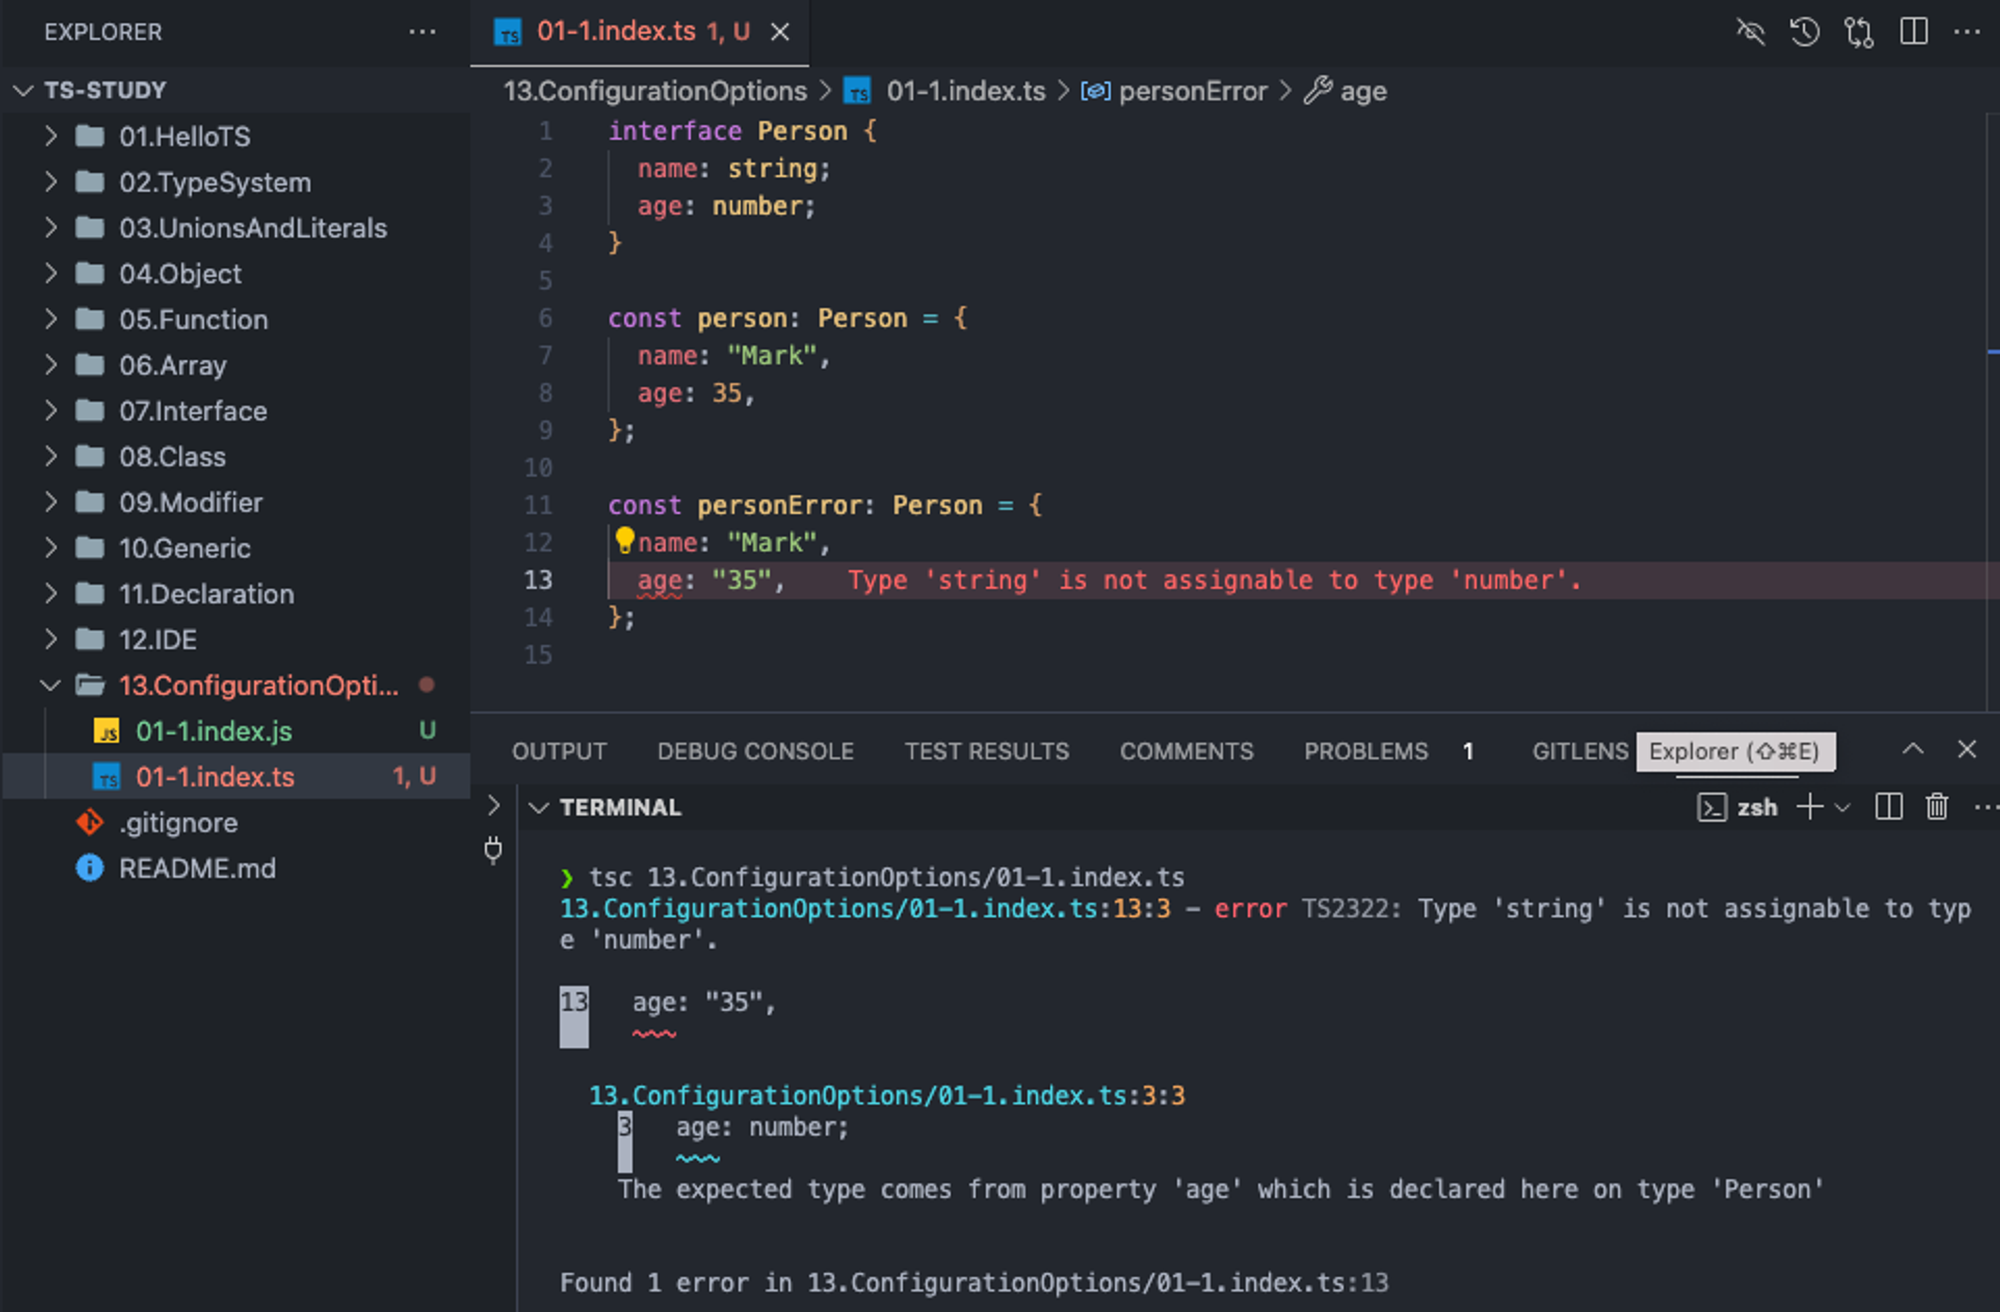 EXPLORER
TS-STUDY
01.HelloTS
02.TypeSystem
03.UnionsAndLiterals
04.Object
05.Function
06.Array
07.Interface
08.Class
09.Modifier
10.Generic
11.Declaration
12.IDE
13.ConfigurationOpti...
JS 01-1.index.js U
TS 01-1.index.ts 1, U
.gitignore
README.md
TS 01-1.index.ts 1, U
13.ConfigurationOptions > TS 01-1.index.ts > personError > age
1 interface Person {
2 name: string;
3 age: number;
4 }
5
6 const person: Person = {
7 name: "Mark",
8 age: 35,
9 };
10
11 const personError: Person = {
12 name: "Mark",
13 age: "35", Type 'string' is not assignable to type 'number'.
14 };
15
OUTPUT DEBUG CONSOLE TEST RESULTS COMMENTS PROBLEMS 1 GITLENS Explorer (⇧⌘E)
TERMINAL zsh
❯ tsc 13.ConfigurationOptions/01-1.index.ts
13.ConfigurationOptions/01-1.index.ts:13:3 - error TS2322: Type 'string' is not assignable to typ
e 'number'.
13 age: "35",
~~~
13.ConfigurationOptions/01-1.index.ts:3:3
3 age: number;
~~~
The expected type comes from property 'age' which is declared here on type 'Person'
Found 1 error in 13.ConfigurationOptions/01-1.index.ts:13